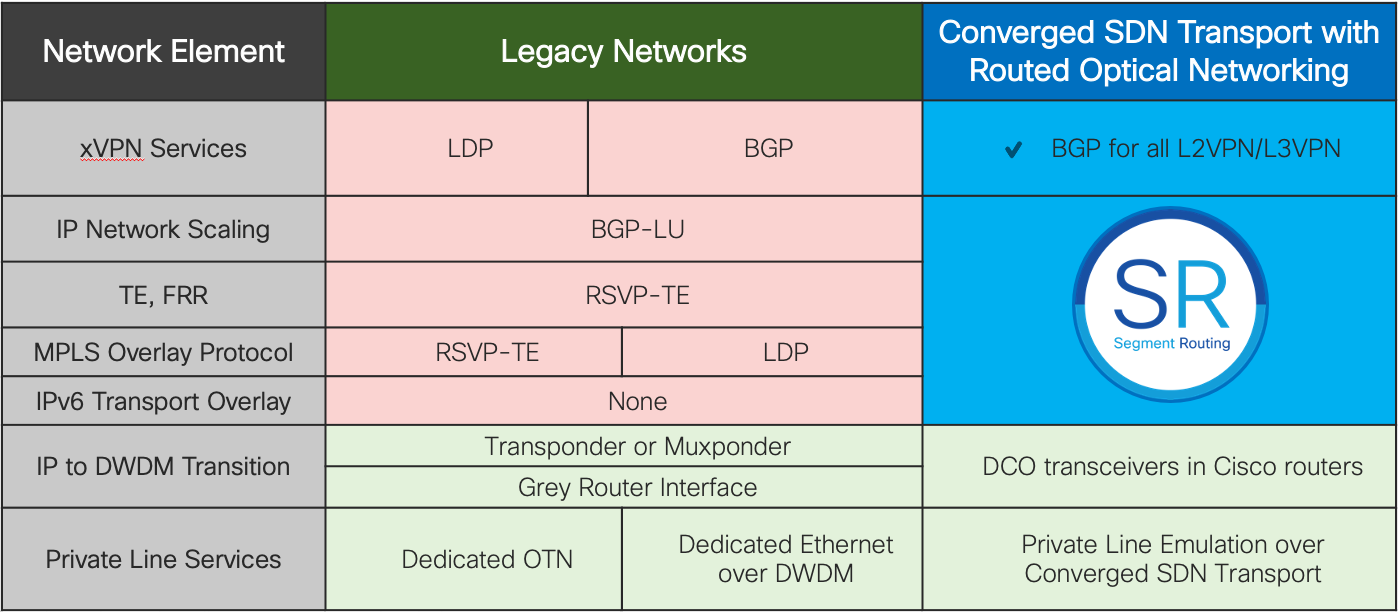 Network Element
Legacy Networks
Converged SDN Transport with
Routed Optical Networking
xVPN Services
LDP
BGP
BGP for all L2VPN/L3VPN
IP Network Scaling
BGP-LU
TE, FRR
RSVP-TE
MPLS Overlay Protocol
RSVP-TE
LDP
IPv6 Transport Overlay
None
SR
Segment Routing
IP to DWDM Transition
Transponder or Muxponder
Grey Router Interface
DCO transceivers in Cisco routers
Private Line Services
Dedicated OTN
Dedicated Ethernet
over DWDM
Private Line Emulation over
Converged SDN Transport